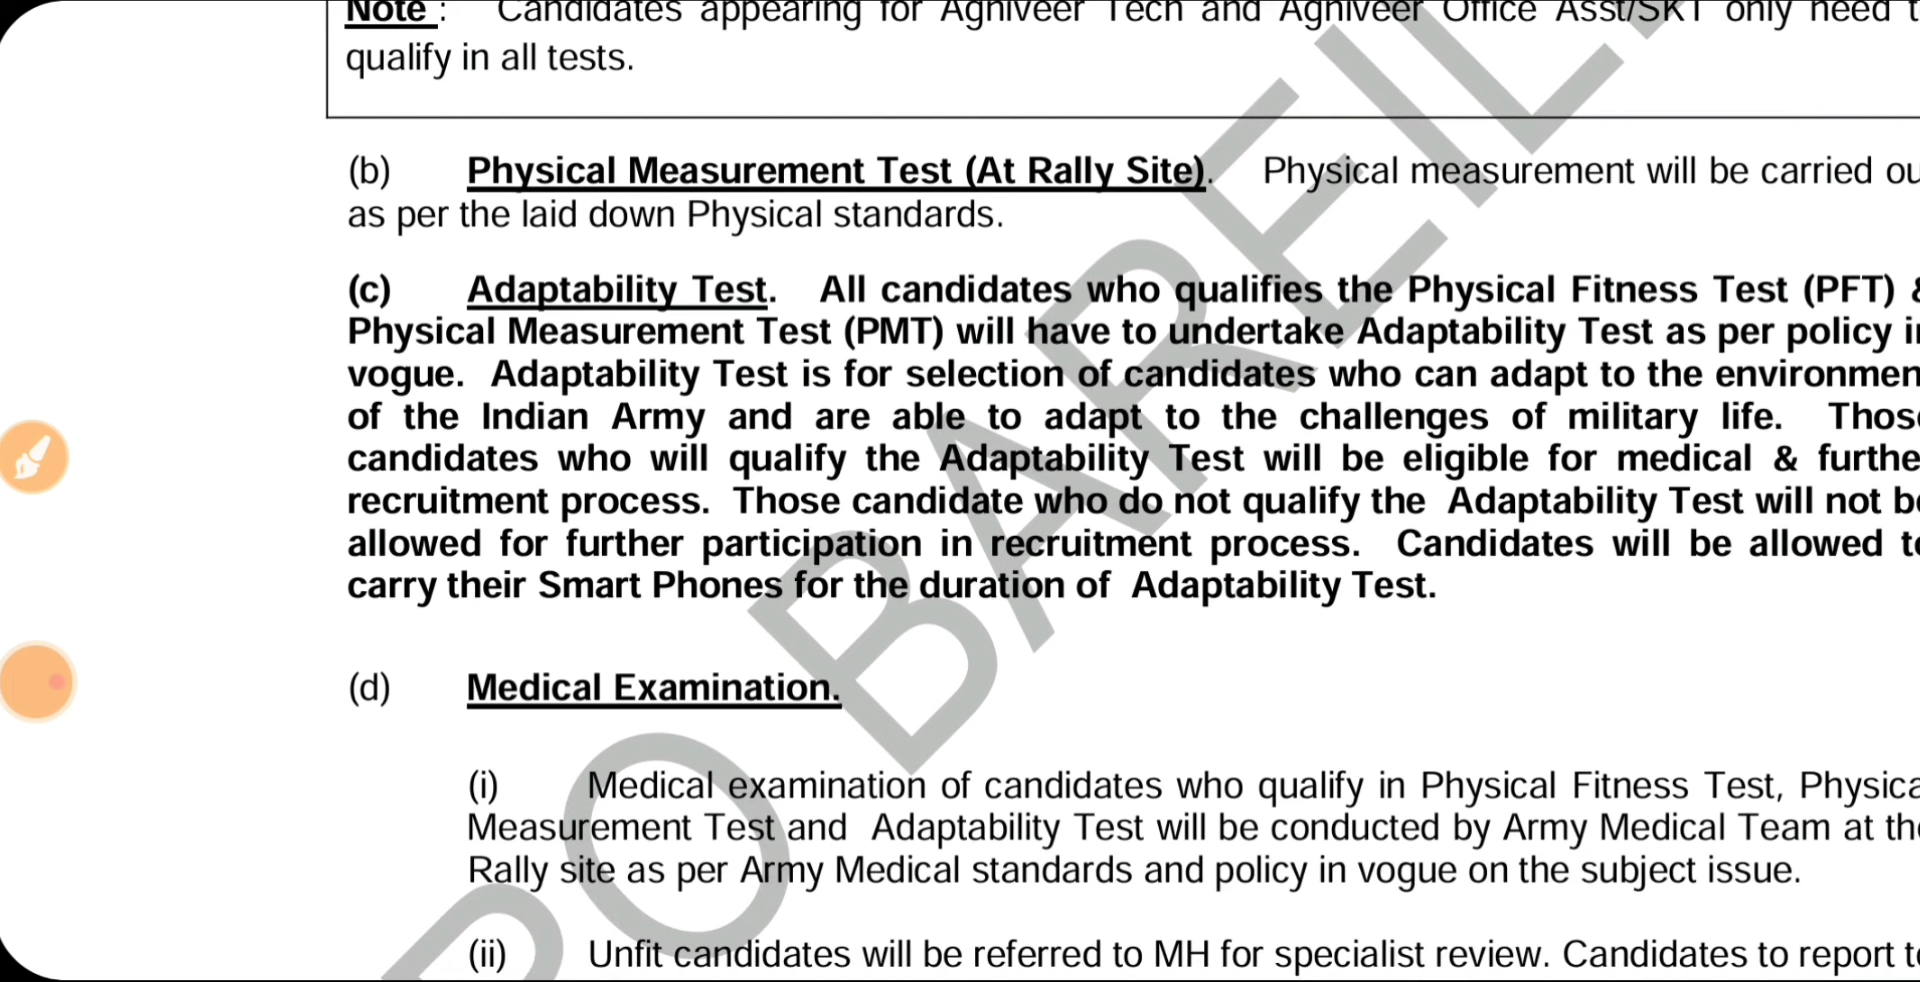 Note : Candidates appearing for Agniveer Tech and Agniveer Office Asst/SKT only need
qualify in all tests.
(b) Physical Measurement Test (At Rally Site). Physical measurement will be carried
as per the laid down Physical standards.
(c) Adaptability Test. All candidates who qualifies the Physical Fitness Test (PFT) &
Physical Measurement Test (PMT) will have to undertake Adaptability Test as per policy
vogue. Adaptability Test is for selection of candidates who can adapt to the
of the Indian Army and are able to adapt to the challenges of military life.
candidates who will qualify the Adaptability Test will be eligible for medical &
recruitment process. Those candidate who do not qualify the Adaptability Test will not
allowed for further participation in recruitment process. Candidates will be allowed
carry their Smart Phones for the duration of Adaptability Test.
(d) Medical Examination.
(i) Medical examination of candidates who qualify in Physical Fitness Test,
Measurement Test and Adaptability Test will be conducted by Army Medical Team at
Rally site as per Army Medical standards and policy in vogue on the subject issue.
(ii) Unfit candidates will be referred to MH for specialist review. Candidates to report